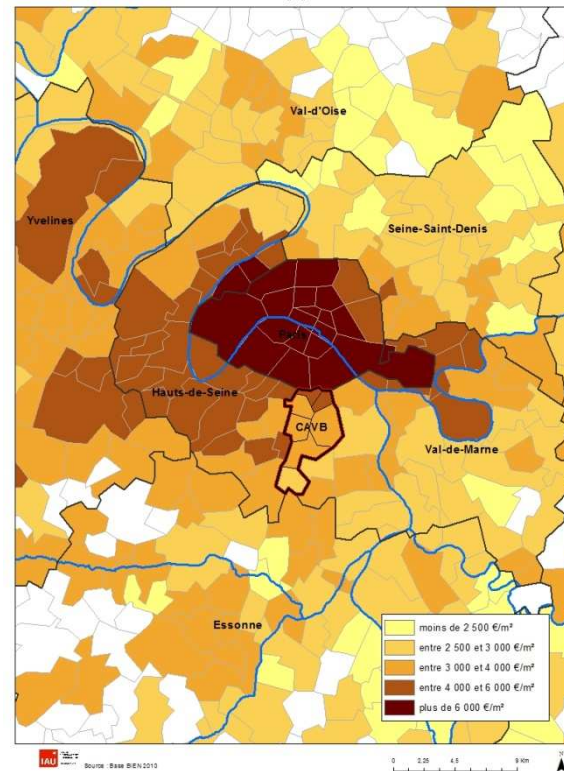 Val-d'Oise
Yvelines
Seine-Saint-Denis
Paris
Hauts-de-Seine
CAVB
Val-de-Marne
Essonne
moins de 2 500 €/m²
entre 2 500 et 3 000 €/m²
entre 3 000 et 4 000 €/m²
entre 4 000 et 6 000 €/m²
plus de 6 000 €/m²
IAU
Source : Base BIEN 2013
0 2,25 4,5 9 Km